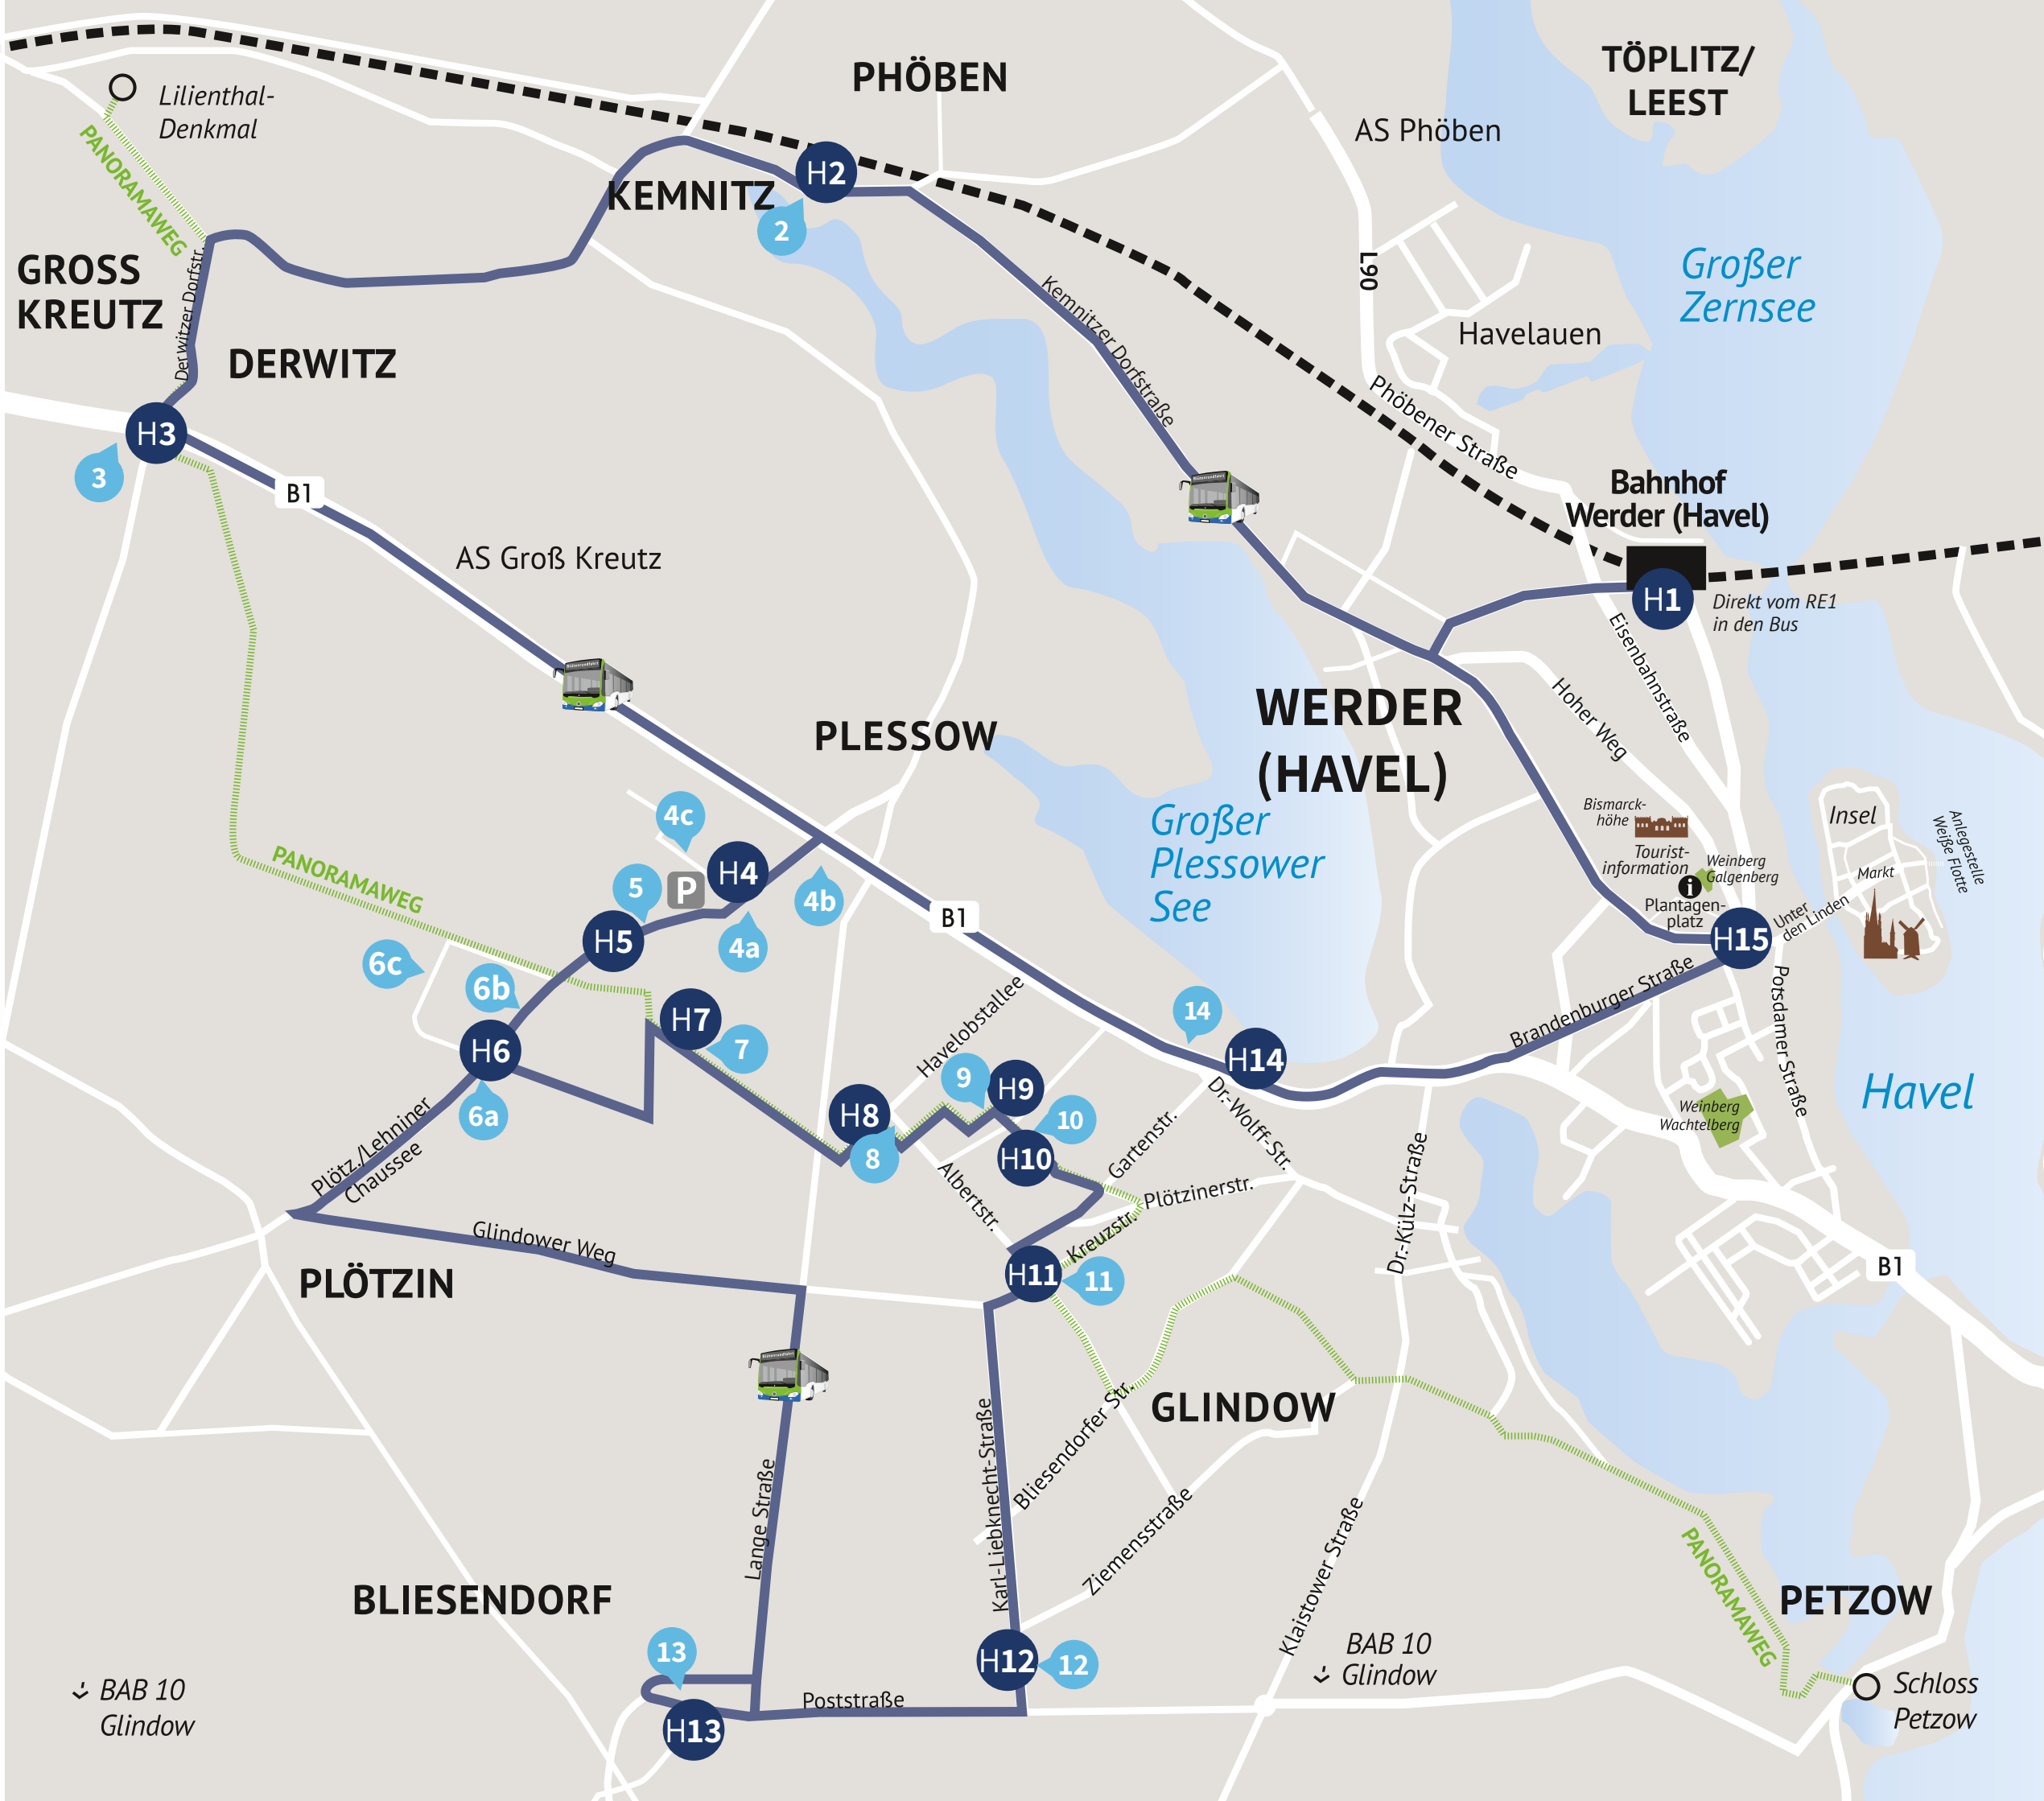 PHÖBEN
TÖPLITZ/
LEEST
Lilienthal-
Denkmal
AS Phöben
PANORAMAWEG
KEMNITZ
H2
2
GROSS
KREUTZ
Derwitzer Dorfstr.
DERWITZ
L90
Großer
Zernsee
Kemnitzer Dorfstraße
Havelauen
Phöbener Straße
H3
3
B1
Bahnhof
Werder (Havel)
AS Groß Kreutz
H1
Direkt vom RE1
in den Bus
Eisenbahnstraße
Hoher Weg
WERDER
(HAVEL)
PLESSOW
Großer
Plessower
See
Bismarck-
höhe
Tourist-
information
i
Weinberg
Galgenberg
Plantagen-
platz
Insel
Markt
Anlegestelle
Weiße Flotte
Unter
den Linden
H15
4c
H4
P
5
4b
4a
H5
B1
PANORAMAWEG
6c
6b
H6
6a
H7
7
Havelobstallee
14
H14
Brandenburger Straße
Potsdamer Straße
Havel
Weinberg
Wachtelberg
H8
8
9
H9
10
H10
Gartenstr.
Dr.-Wolff-Str.
Plötzinerstr.
Albertstr.
Kreuzstr.
Dr.-Külz-Straße
H11
11
B1
Plötz./Lehniner
Chaussee
Glindower Weg
PLÖTZIN
GLINDOW
Bliesendorfer Str.
Karl-Liebknecht-Straße
Lange Straße
Ziemensstraße
Klaistower Straße
PANORAMAWEG
PETZOW
BLIESENDORF
13
H13
Poststraße
H12
12
BAB 10
Glindow
BAB 10
Glindow
Schloss
Petzow